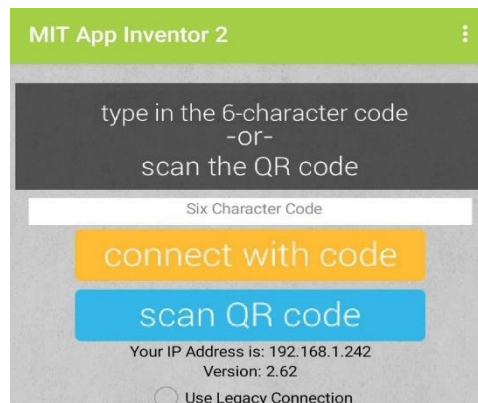 MIT App Inventor 2
type in the 6-character code
-or-
scan the QR code
Six Character Code
connect with code
scan QR code
Your IP Address is: 192.168.1.242
Version: 2.62
Use Legacy Connection